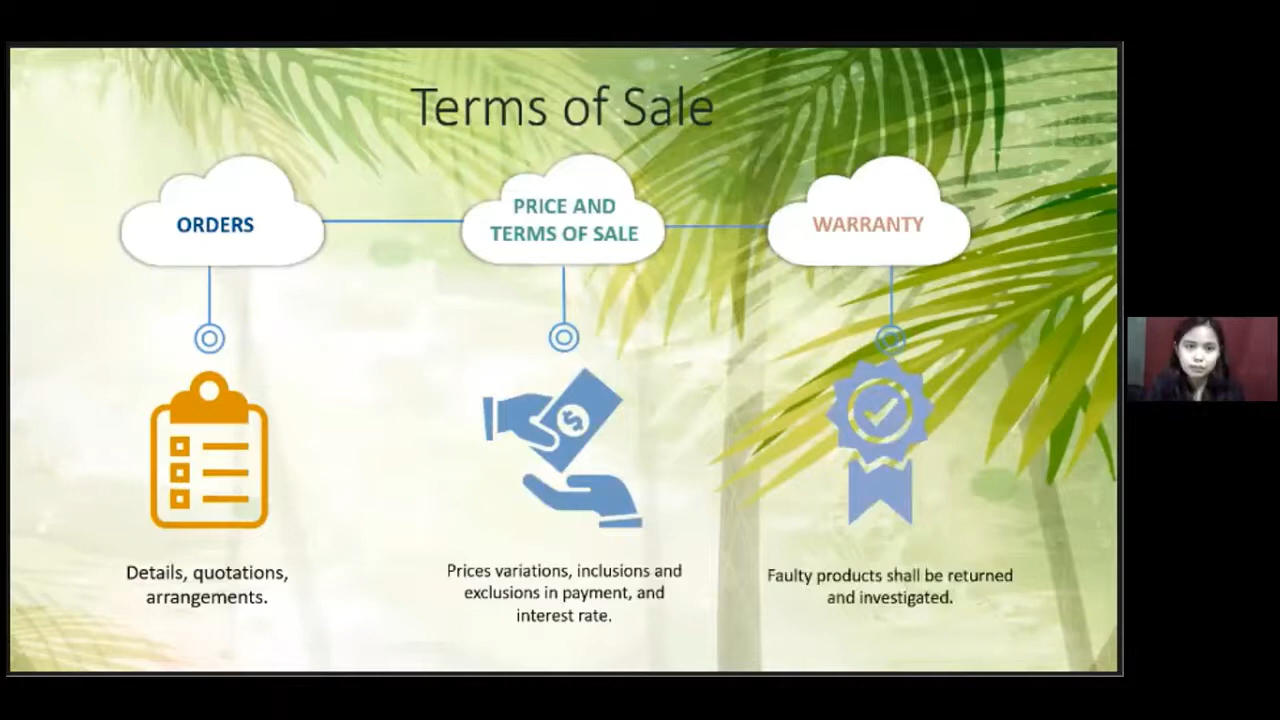 Terms of Sale
ORDERS
PRICE AND
TERMS OF SALE
WARRANTY
$
Details, quotations,
arrangements.
Prices variations, inclusions and
exclusions in payment, and
interest rate.
Faulty products shall be returned
and investigated.